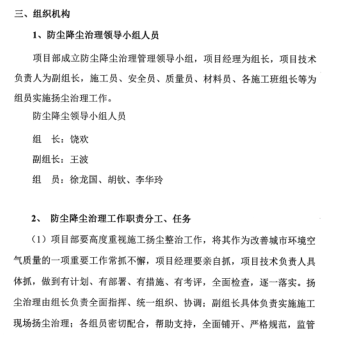 三、组织机构
1、防尘降尘治理领导小组人员
项目部成立防尘降尘治理管理领导小组，项目经理为组长，项目技术
负责人为副组长，施工员、安全员、质量员、材料员、各施工班组长等为
组员实施扬尘治理工作。
防尘降尘领导小组人员
组  长：饶欢
副组长：王波
组  员：徐龙国、胡钦、李华玲
2、 防尘降尘治理工作职责分工、任务
（1）项目部要高度重视施工扬尘整治工作，将其作为改善城市环境空
气质量的一项重要工作常抓不懈，项目经理要亲自抓，项目技术负责人具
体抓，做到有计划、有部署、有措施、有考评，全面检查，逐一落实。扬
尘治理由组长负责全面指挥、统一组织、协调；副组长具体负责实施施工
现场扬尘治理；各组员密切配合，帮助支持，全面铺开、严格规范，监管